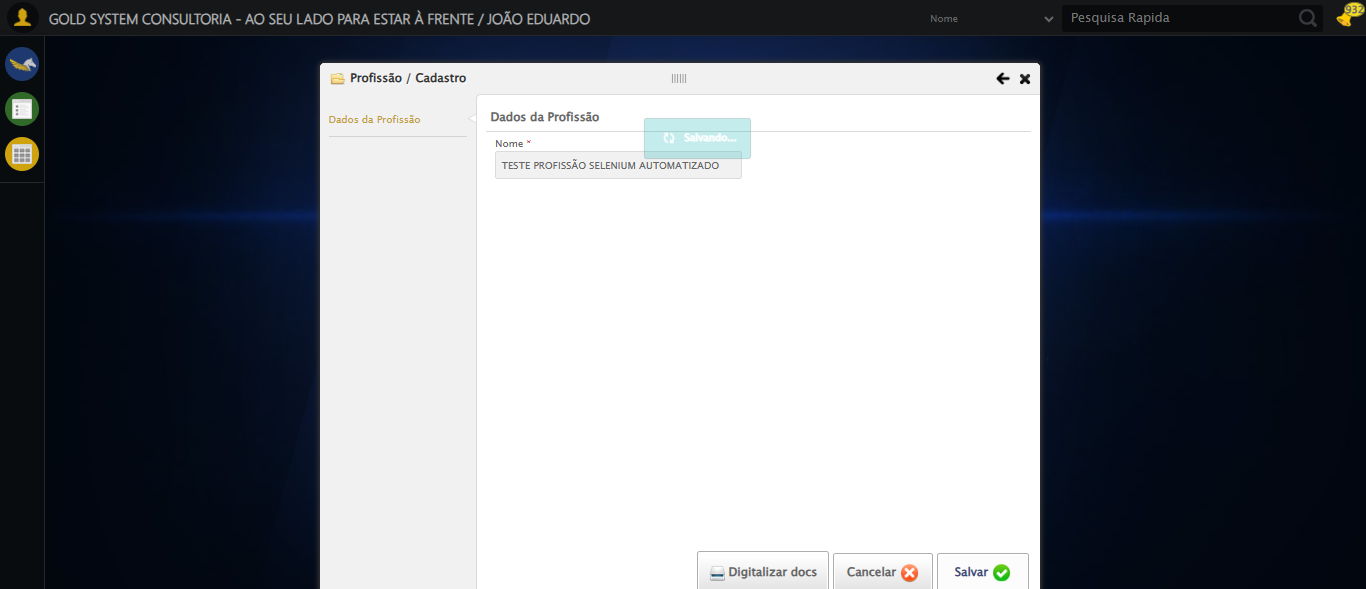 GOLD SYSTEM CONSULTORIA - AO SEU LADO PARA ESTAR À FRENTE / JOÃO EDUARDO
Nome
Pesquisa Rapida
932
Profissão / Cadastro
Dados da Profissão
Dados da Profissão
Salvando...
Nome *
TESTE PROFISSÃO SELENIUM AUTOMATIZADO
Digitalizar docs
Cancelar
Salvar